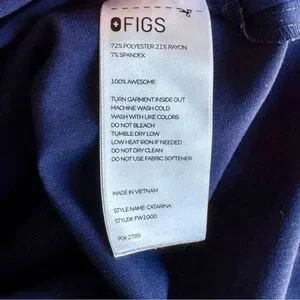 FIGS
72% POLYESTER 21% RAYON
7% SPANDEX
100% AWESOME
TURN GARMENT INSIDE OUT
MACHINE WASH COLD
WASH WITH LIKE COLORS
DO NOT BLEACH
TUMBLE DRY LOW
LOW HEAT IRON IF NEEDED
DO NOT DRY CLEAN
DO NOT USE FABRIC SOFTENER
MADE IN VIETNAM
STYLE NAME: CATARINA
STYLE#: FW1000
PO# 2789